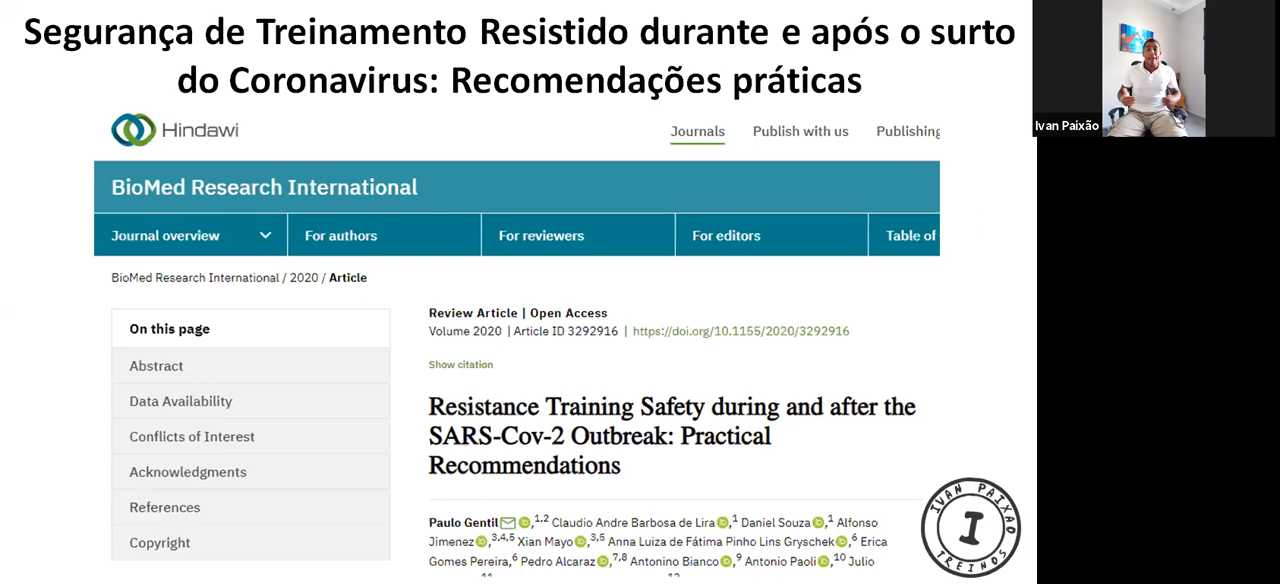 Segurança de Treinamento Resistido durante e após o surto
do Coronavirus: Recomendações práticas
Ivan Paixão
Hindawi
Journals Publish with us Publishing
BioMed Research International
Journal overview For authors For reviewers For editors Table of
BioMed Research International / 2020 / Article
On this page
Abstract
Data Availability
Conflicts of Interest
Acknowledgments
References
Copyright
Review Article | Open Access
Volume 2020 | Article ID 3292916 | https://doi.org/10.1155/2020/3292916
Show citation
Resistance Training Safety during and after the
SARS-Cov-2 Outbreak: Practical
Recommendations
Paulo Gentil,1,2 Claudio Andre Barbosa de Lira,1 Daniel Souza,1 Alfonso
Jimenez,3,4,5 Xian Mayo,3,5 Anna Luiza de Fátima Pinho Lins Gryschek,6 Erica
Gomes Pereira,6 Pedro Alcaraz,7,8 Antonino Bianco,9 Antonio Paoli,10 Julio
IVAN PAIXAO
I
TREINOS